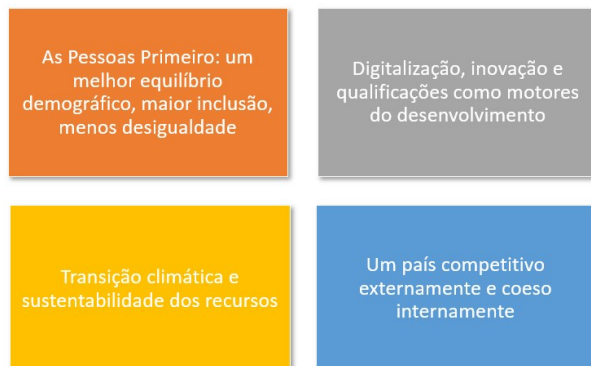 As Pessoas Primeiro: um
melhor equilíbrio
demográfico, maior inclusão,
menos desigualdade
Digitalização, inovação e
qualificações como motores
do desenvolvimento
Transição climática e
sustentabilidade dos recursos
Um país competitivo
externamente e coeso
internamente